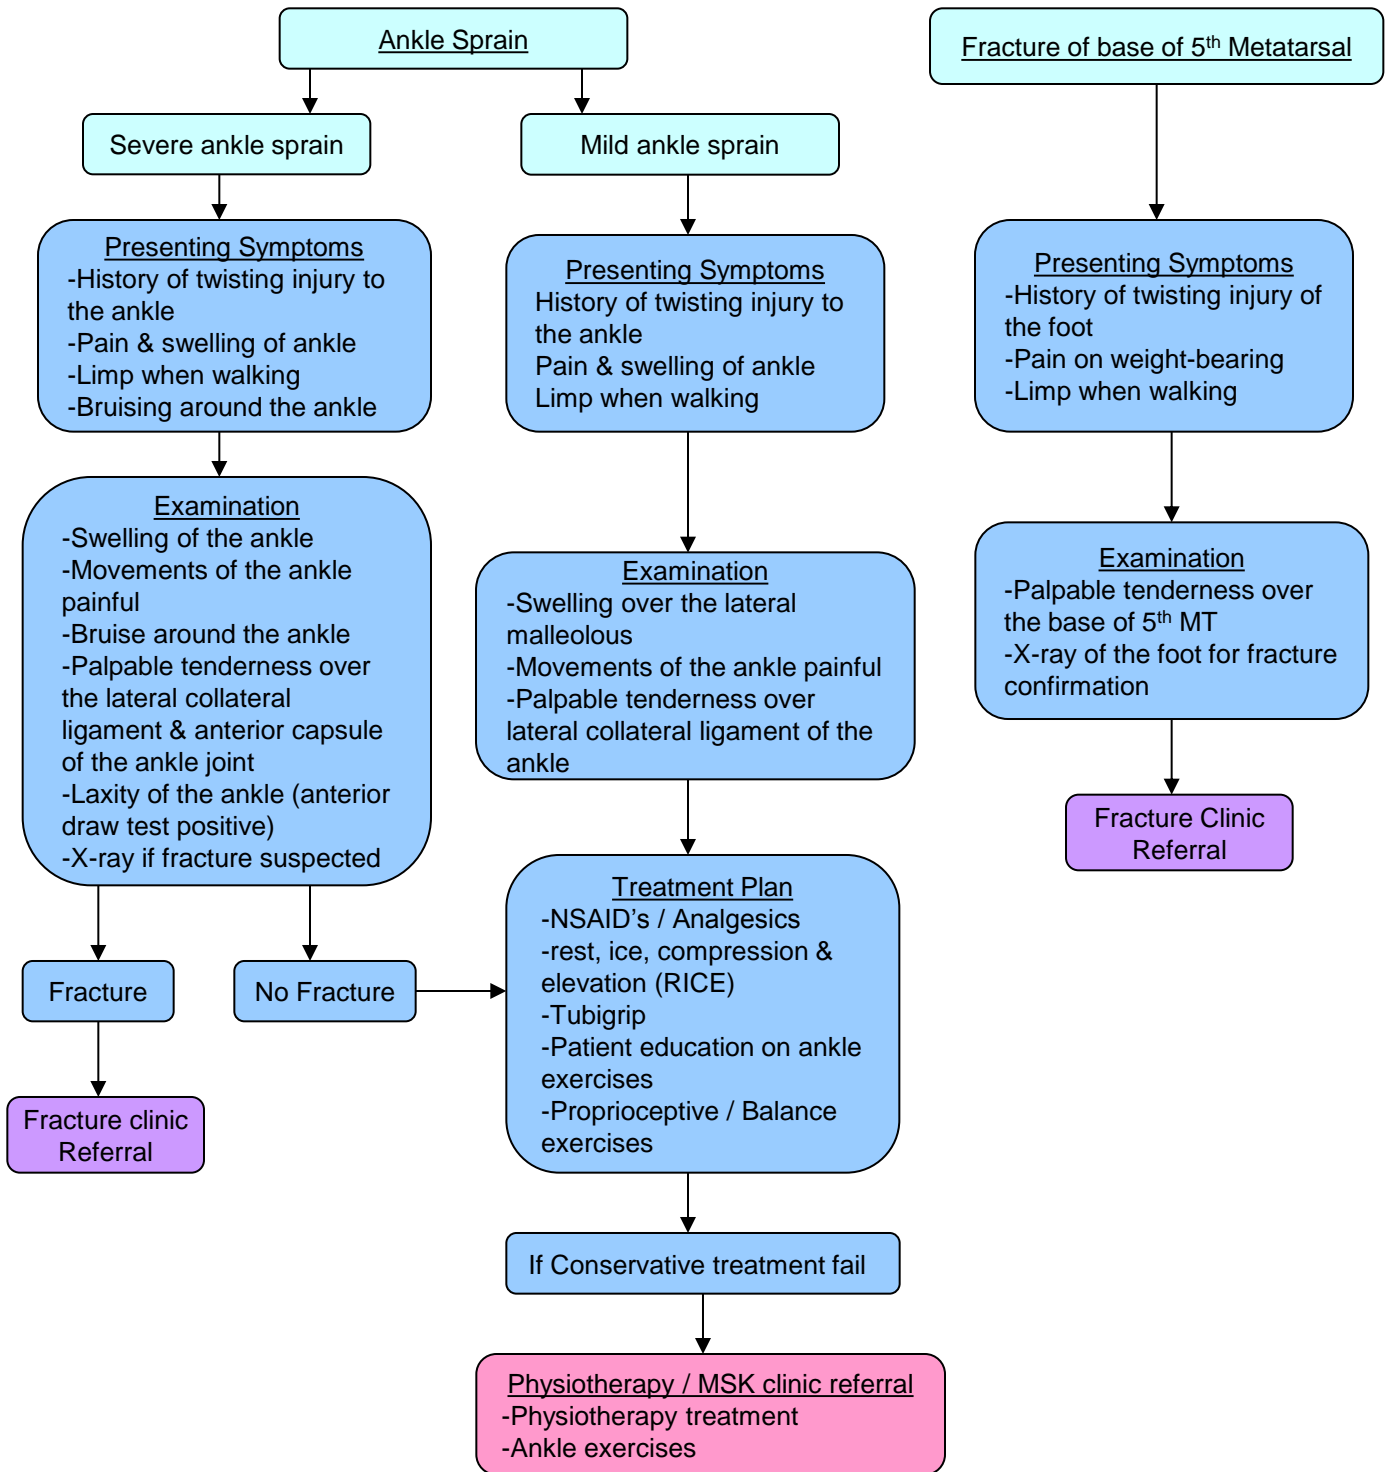 Ankle Sprain
Fracture of base of 5th Metatarsal
Severe ankle sprain
Mild ankle sprain
Presenting Symptoms
-History of twisting injury to
the ankle
-Pain & swelling of ankle
-Limp when walking
-Bruising around the ankle
Presenting Symptoms
History of twisting injury to
the ankle
Pain & swelling of ankle
Limp when walking
Presenting Symptoms
-History of twisting injury of
the foot
-Pain on weight-bearing
-Limp when walking
Examination
-Swelling of the ankle
-Movements of the ankle
painful
-Bruise around the ankle
-Palpable tenderness over
the lateral collateral
ligament & anterior capsule
of the ankle joint
-Laxity of the ankle (anterior
draw test positive)
-X-ray if fracture suspected
Examination
-Swelling over the lateral
malleolous
-Movements of the ankle painful
-Palpable tenderness over
lateral collateral ligament of the
ankle
Examination
-Palpable tenderness over
the base of 5th MT
-X-ray of the foot for fracture
confirmation
Fracture Clinic
Referral
Fracture
No Fracture
Treatment Plan
-NSAID's / Analgesics
-rest, ice, compression &
elevation (RICE)
-Tubigrip
-Patient education on ankle
exercises
-Proprioceptive / Balance
exercises
Fracture clinic
Referral
If Conservative treatment fail
Physiotherapy / MSK clinic referral
-Physiotherapy treatment
-Ankle exercises